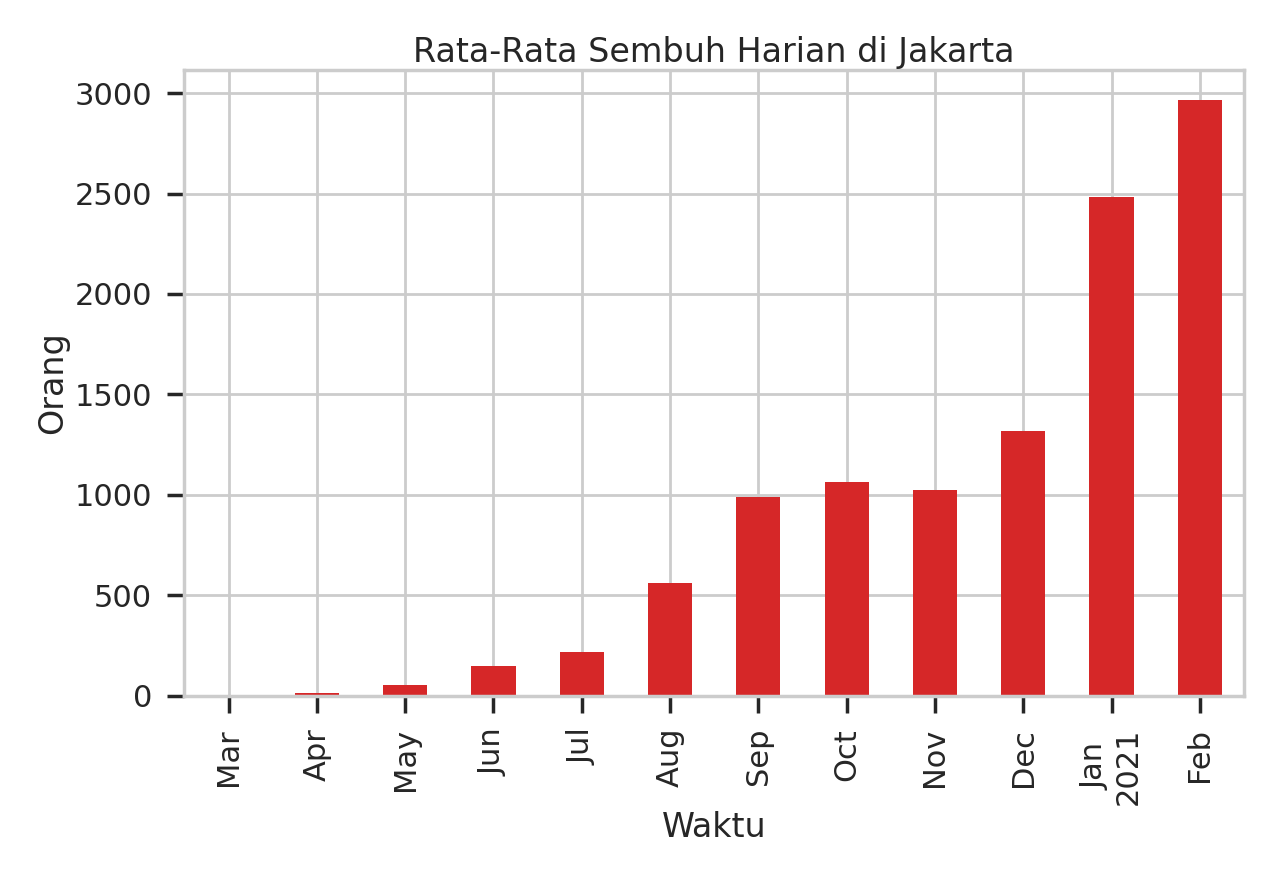 Rata-Rata Sembuh Harian di Jakarta
3000
2500
2000
1500
1000
500
0
Orang
Mar
Apr
May
Jun
Jul
Aug
Sep
Oct
Nov
Dec
Jan
2021
Feb
Waktu